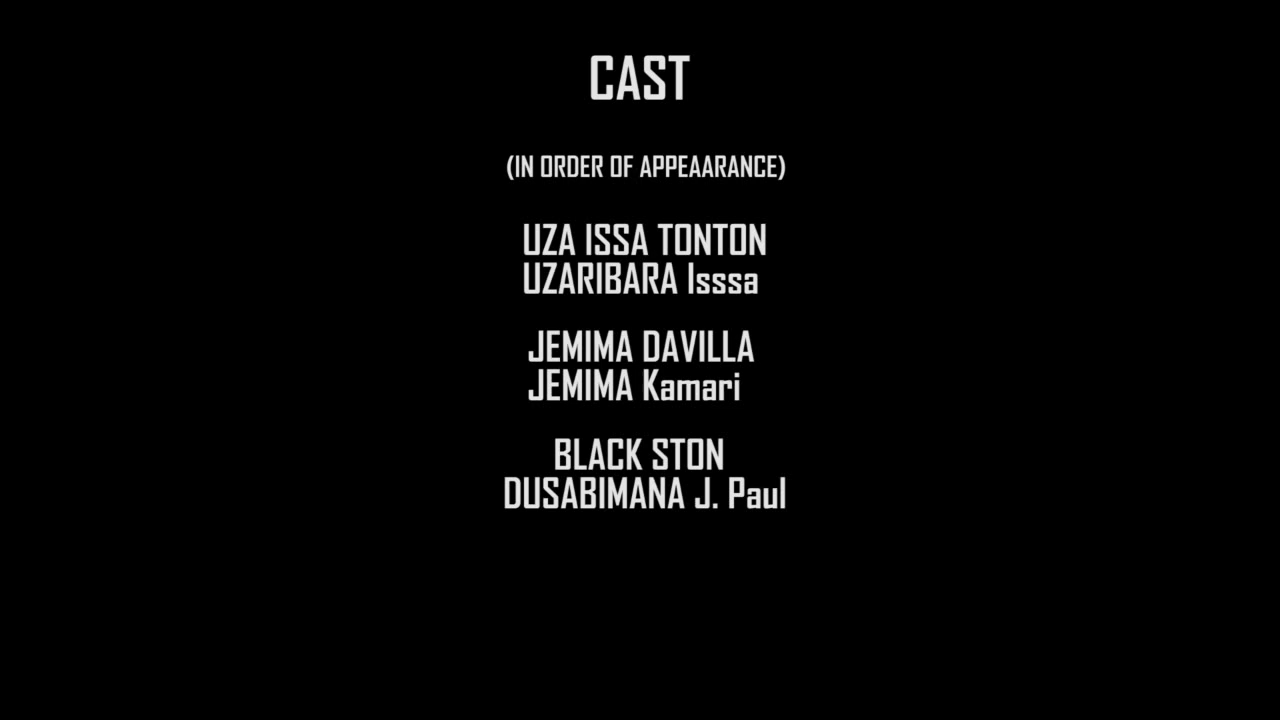 CAST
(IN ORDER OF APPEAARANCE)
UZA ISSA TONTON
UZARIBARA Isssa
JEMIMA DAVILLA
JEMIMA Kamari
BLACK STON
DUSABIMANA J. Paul